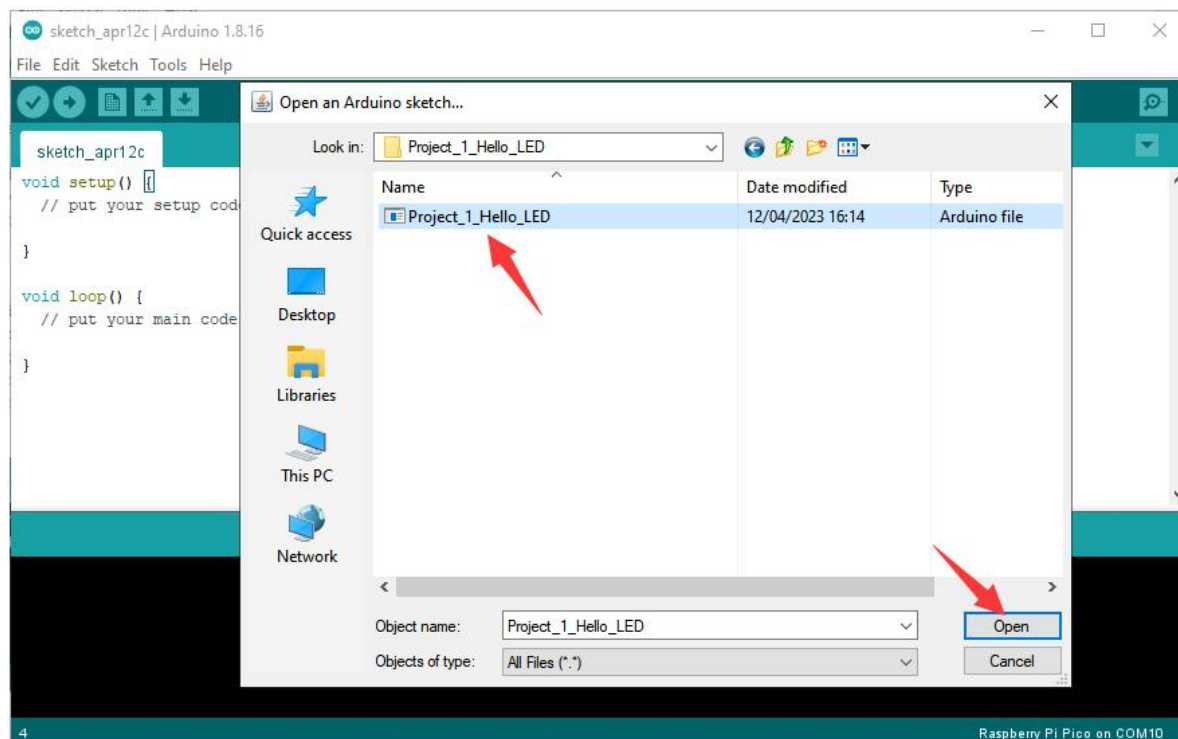 sketch_apr12c | Arduino 1.8.16
File Edit Sketch Tools Help
Open an Arduino sketch...
sketch_apr12c
Look in: Project_1_Hello_LED
void setup() {
// put your setup cod
}
void loop() {
// put your main code
}
Quick access
Desktop
Libraries
This PC
Network
Name Date modified Type
Project_1_Hello_LED 12/04/2023 16:14 Arduino file
Object name: Project_1_Hello_LED Open
Objects of type: All Files (*.*) Cancel
4 Raspberry Pi Pico on COM10